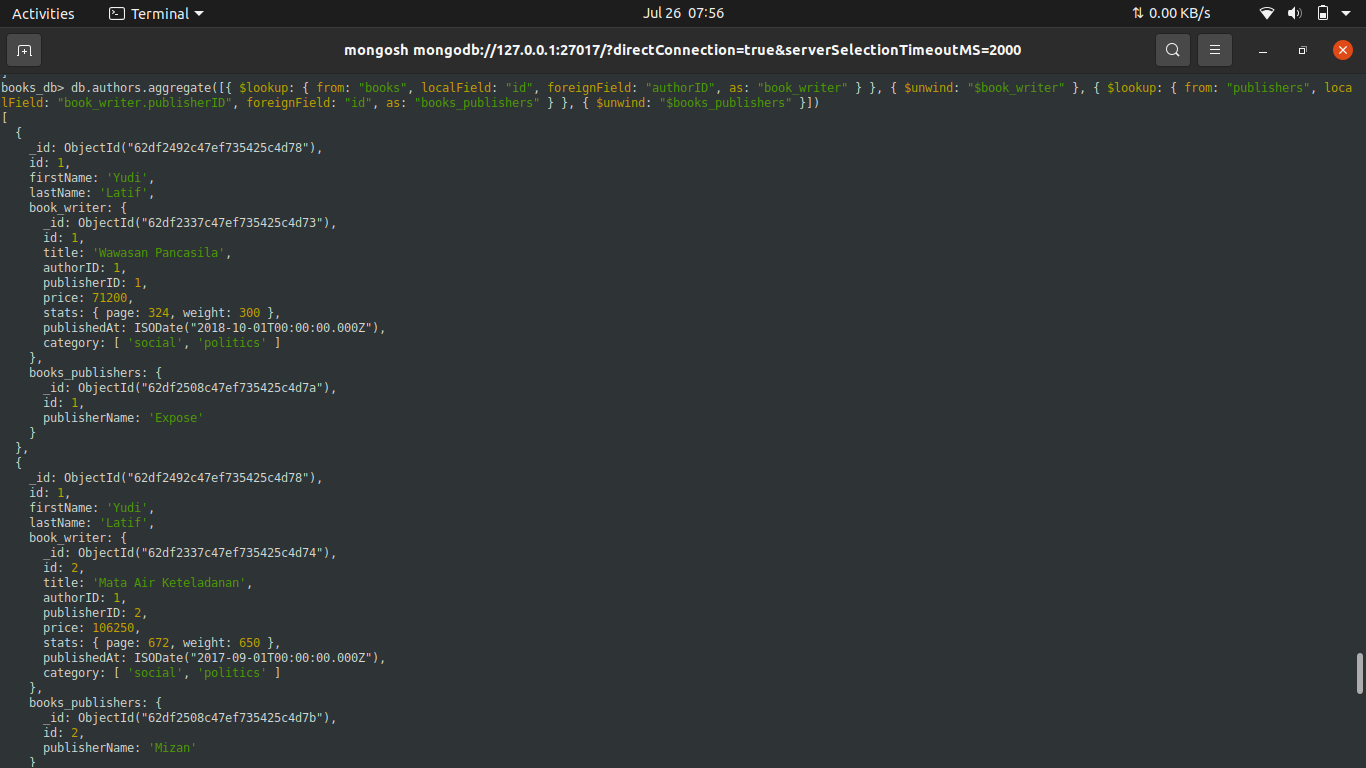 Activities Terminal Jul 26 07:56 0.00 KB/s
mongosh mongodb://127.0.0.1:27017/?directConnection=true&serverSelectionTimeoutMS=2000
]
books_db> db.authors.aggregate([{ $lookup: { from: "books", localField: "id", foreignField: "authorID", as: "book_writer" } }, { $unwind: "$book_writer" }, { $lookup: { from: "publishers", loca
lField: "book_writer.publisherID", foreignField: "id", as: "books_publishers" } }, { $unwind: "$books_publishers" }])
[
  {
    _id: ObjectId("62df2492c47ef735425c4d78"),
    id: 1,
    firstName: 'Yudi',
    lastName: 'Latif',
    book_writer: {
      _id: ObjectId("62df2337c47ef735425c4d73"),
      id: 1,
      title: 'Wawasan Pancasila',
      authorID: 1,
      publisherID: 1,
      price: 71200,
      stats: { page: 324, weight: 300 },
      publishedAt: ISODate("2018-10-01T00:00:00.000Z"),
      category: [ 'social', 'politics' ]
    },
    books_publishers: {
      _id: ObjectId("62df2508c47ef735425c4d7a"),
      id: 1,
      publisherName: 'Expose'
    }
  },
  {
    _id: ObjectId("62df2492c47ef735425c4d78"),
    id: 1,
    firstName: 'Yudi',
    lastName: 'Latif',
    book_writer: {
      _id: ObjectId("62df2337c47ef735425c4d74"),
      id: 2,
      title: 'Mata Air Keteladanan',
      authorID: 1,
      publisherID: 2,
      price: 106250,
      stats: { page: 672, weight: 650 },
      publishedAt: ISODate("2017-09-01T00:00:00.000Z"),
      category: [ 'social', 'politics' ]
    },
    books_publishers: {
      _id: ObjectId("62df2508c47ef735425c4d7b"),
      id: 2,
      publisherName: 'Mizan'
    }